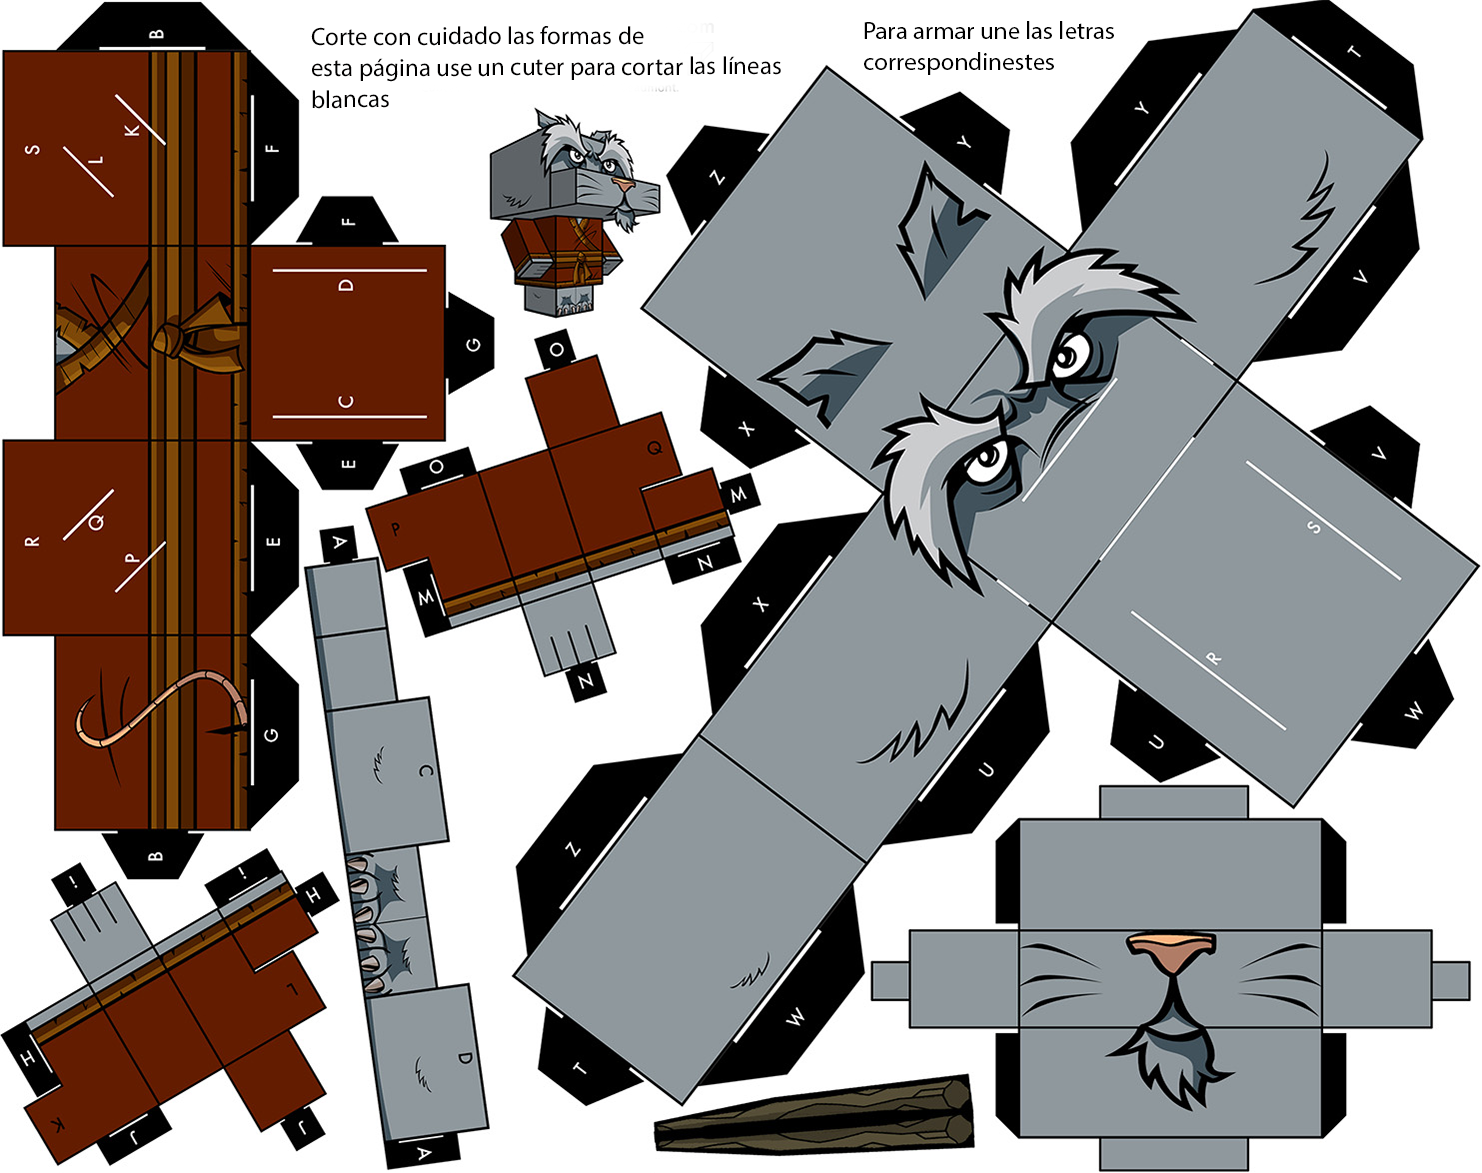 Corte con cuidado las formas de
esta página use un cuter para cortar las líneas
blancas
Para armar une las letras
correspondinestes
B
S
K
L
F
F
D
G
C
E
R
Q
P
E
G
B
O
O
Q
P
M
M
N
N
A
C
D
A
!
!
H
H
L
K
J
J
T
Y
Y
Z
X
V
V
S
R
X
U
U
W
Z
W
T